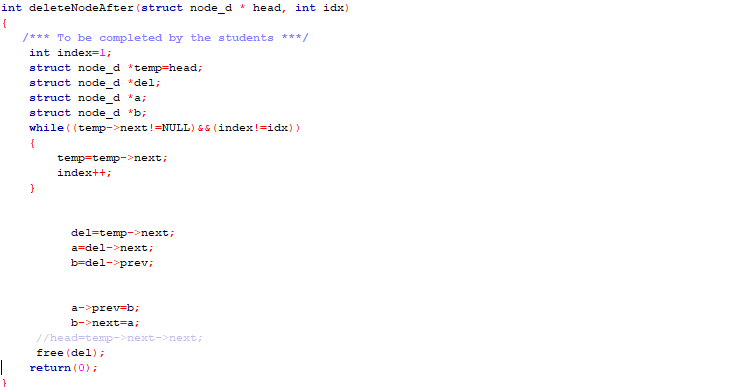 int deleteNodeAfter(struct node_d * head, int idx)
{
/*** To be completed by the students ***/
int index=1;
struct node_d *temp=head;
struct node_d *del;
struct node_d *a;
struct node_d *b;
while((temp->next!=NULL)&&(index!=idx))
{
temp=temp->next;
index++;
}
del=temp->next;
a=del->next;
b=del->prev;
a->prev=b;
b->next=a;
//head=temp->next->next;
free(del);
return(0);
}